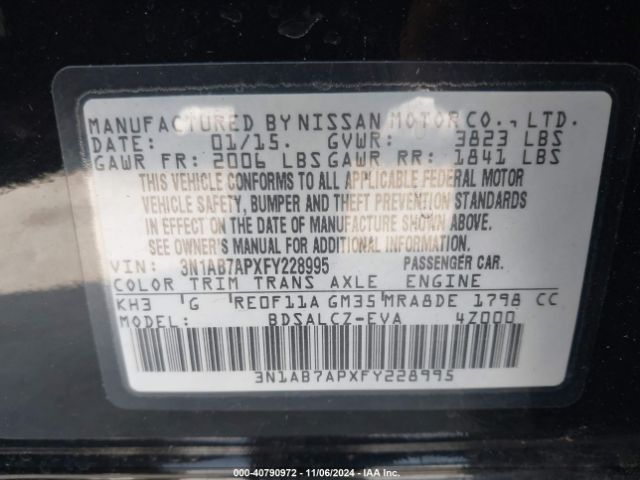 MANUFACTURED BY NISSAN MOTOR CO., LTD.
DATE: 01/15. GVWR: 3823 LBS
GAWR FR: 2006 LBS GAWR RR: 1841 LBS
THIS VEHICLE CONFORMS TO ALL APPLICABLE FEDERAL MOTOR
VEHICLE SAFETY, BUMPER AND THEFT PREVENTION STANDARDS
IN EFFECT ON THE DATE OF MANUFACTURE SHOWN ABOVE.
SEE OWNER'S MANUAL FOR ADDITIONAL INFORMATION.
VIN: 3N1AB7APXFY228995 PASSENGER CAR.
COLOR TRIM TRANS AXLE ENGINE
KH3 G RE0F11A GM35 MRA8DE 1798 CC
MODEL: BDSALCZ-EVA 4Z000
3N1AB7APXFY228995
000-40790972 - 11/06/2024 - IAA Inc.